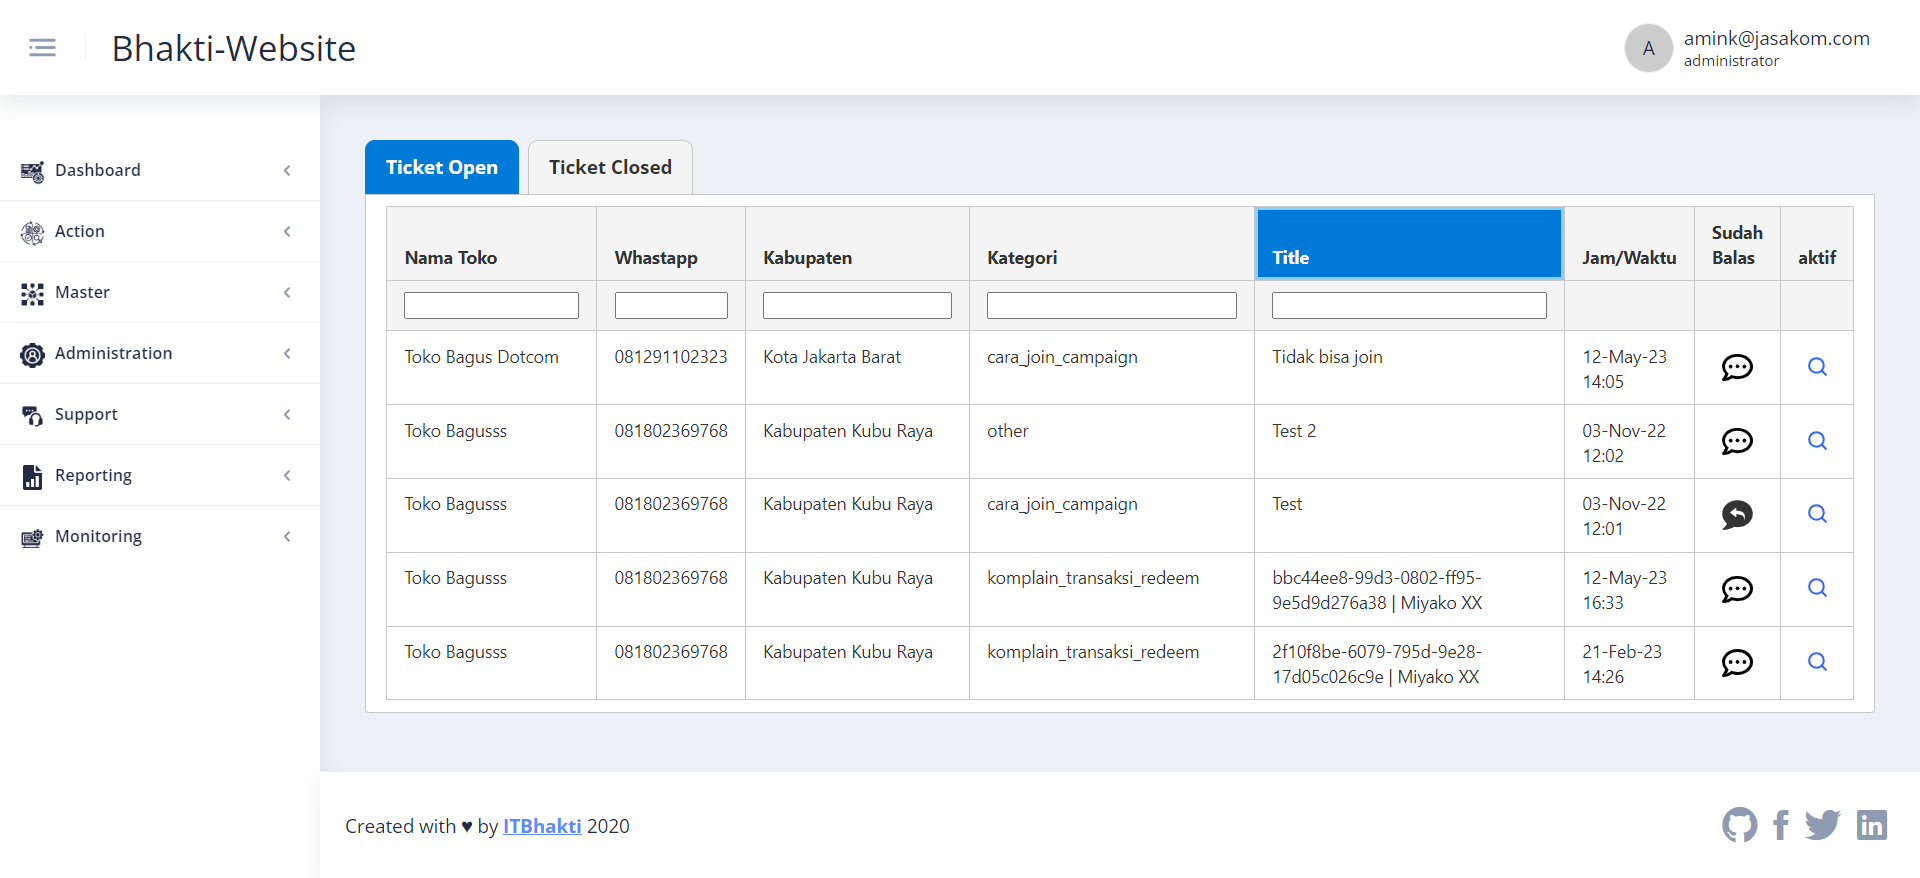 Bhakti-Website
A
amink@jasakom.com
administrator
Dashboard
Action
Master
Administration
Support
Reporting
Monitoring
Ticket Open
Ticket Closed
Nama Toko
Whastapp
Kabupaten
Kategori
Title
Jam/Waktu
Sudah
Balas
aktif
Toko Bagus Dotcom
081291102323
Kota Jakarta Barat
cara_join_campaign
Tidak bisa join
12-May-23
14:05
Toko Bagusss
081802369768
Kabupaten Kubu Raya
other
Test 2
03-Nov-22
12:02
Toko Bagusss
081802369768
Kabupaten Kubu Raya
cara_join_campaign
Test
03-Nov-22
12:01
Toko Bagusss
081802369768
Kabupaten Kubu Raya
komplain_transaksi_redeem
bbc44ee8-99d3-0802-ff95-
9e5d9d276a38 | Miyako XX
12-May-23
16:33
Toko Bagusss
081802369768
Kabupaten Kubu Raya
komplain_transaksi_redeem
2f10f8be-6079-795d-9e28-
17d05c026c9e | Miyako XX
21-Feb-23
14:26
Created with ♥ by ITBhakti 2020